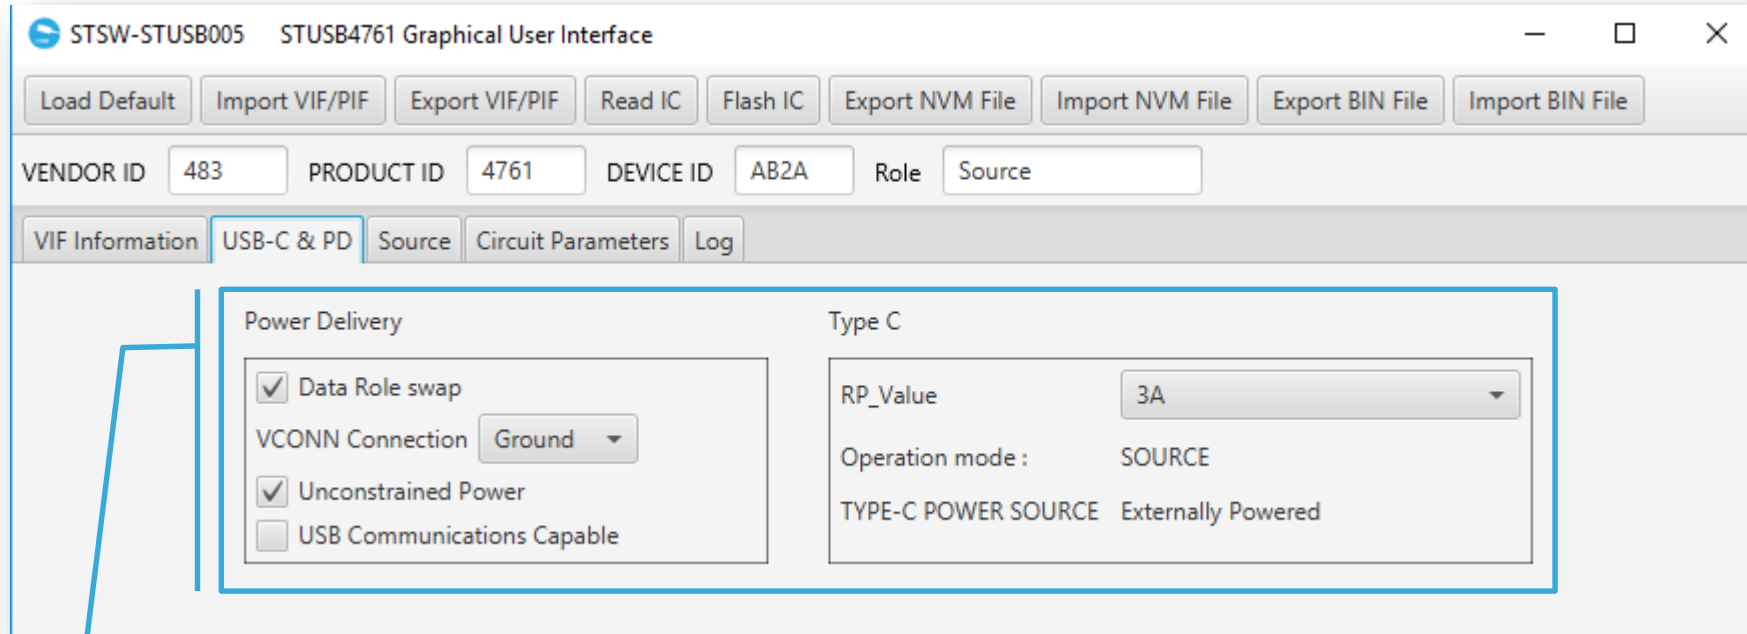 STSW-STUSB005 STUSB4761 Graphical User Interface
Load Default Import VIF/PIF Export VIF/PIF Read IC Flash IC Export NVM File Import NVM File Export BIN File Import BIN File
VENDOR ID 483 PRODUCT ID 4761 DEVICE ID AB2A Role Source
VIF Information USB-C & PD Source Circuit Parameters Log
Power Delivery
Data Role swap
VCONN Connection Ground
Unconstrained Power
USB Communications Capable
Type C
RP_Value 3A
Operation mode : SOURCE
TYPE-C POWER SOURCE Externally Powered